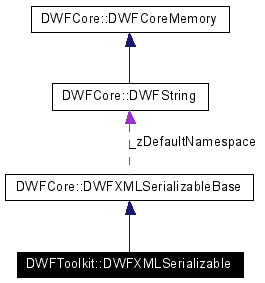 DWFCore::DWFCoreMemory
DWFCore::DWFString
_zDefaultNamespace
DWFCore::DWFXMLSerializableBase
DWFToolkit::DWFXMLSerializable